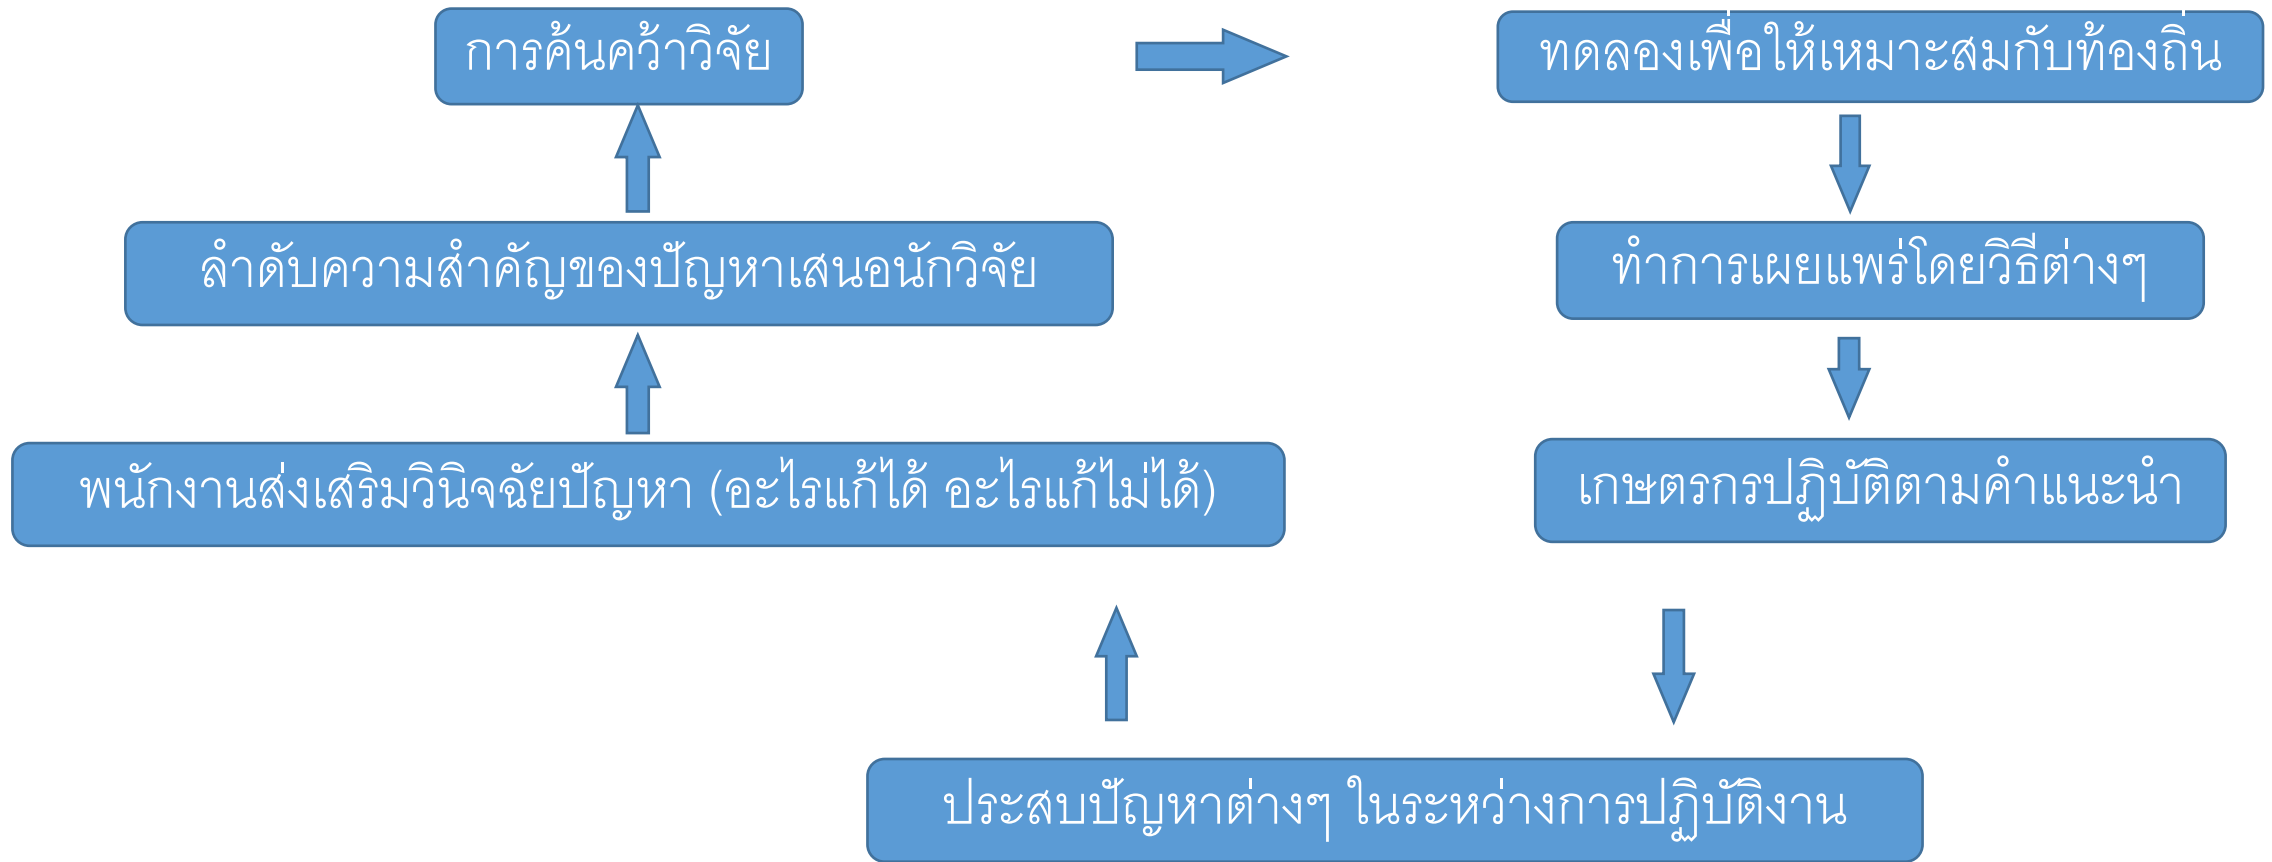 การค้นคว้าวิจัย
ทดลองเพื่อให้เหมาะสมกับท้องถิ่น
ลำดับความสำคัญของปัญหาเสนอนักวิจัย
ทำการเผยแพร่โดยวิธีต่างๆ
พนักงานส่งเสริมวินิจฉัยปัญหา (อะไรแก้ได้ อะไรแก้ไม่ได้)
เกษตรกรปฏิบัติตามคำแนะนำ
ประสบปัญหาต่างๆ ในระหว่างการปฏิบัติงาน